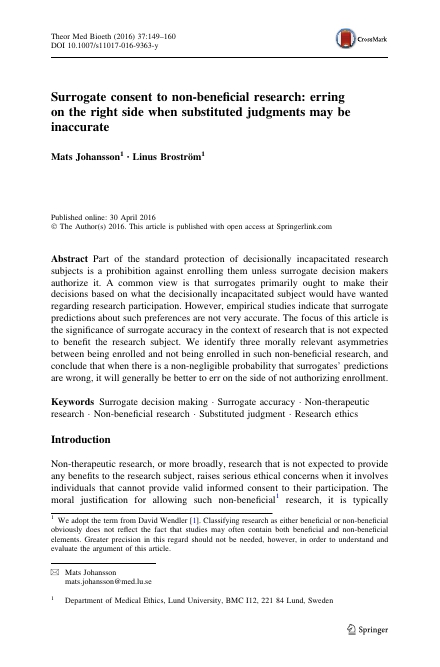 Theor Med Bioeth (2016) 37:149–160
DOI 10.1007/s11017-016-9363-y
CrossMark
Surrogate consent to non-beneficial research: erring
on the right side when substituted judgments may be
inaccurate
Mats Johansson¹ · Linus Broström¹
Published online: 30 April 2016
© The Author(s) 2016. This article is published with open access at Springerlink.com
Abstract Part of the standard protection of decisionally incapacitated research
subjects is a prohibition against enrolling them unless surrogate decision makers
authorize it. A common view is that surrogates primarily ought to make their
decisions based on what the decisionally incapacitated subject would have wanted
regarding research participation. However, empirical studies indicate that surrogate
predictions about such preferences are not very accurate. The focus of this article is
the significance of surrogate accuracy in the context of research that is not expected
to benefit the research subject. We identify three morally relevant asymmetries
between being enrolled and not being enrolled in such non-beneficial research, and
conclude that when there is a non-negligible probability that surrogates' predictions
are wrong, it will generally be better to err on the side of not authorizing enrollment.
Keywords Surrogate decision making · Surrogate accuracy · Non-therapeutic
research · Non-beneficial research · Substituted judgment · Research ethics
Introduction
Non-therapeutic research, or more broadly, research that is not expected to provide
any benefits to the research subject, raises serious ethical concerns when it involves
individuals that cannot provide valid informed consent to their participation. The
moral justification for allowing such non-beneficial¹ research, it is typically
¹ We adopt the term from David Wendler [1]. Classifying research as either beneficial or non-beneficial
obviously does not reflect the fact that studies may often contain both beneficial and non-beneficial
elements. Greater precision in this regard should not be needed, however, in order to understand and
evaluate the argument of this article.
Mats Johansson
mats.johansson@med.lu.se
¹ Department of Medical Ethics, Lund University, BMC I12, 221 84 Lund, Sweden
Springer